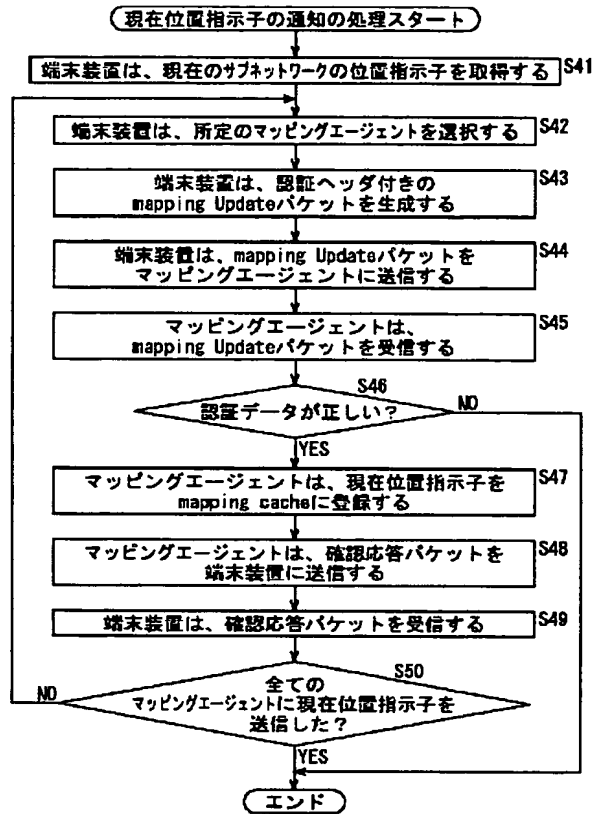 現在位置指示子の通知の処理スタート
端末装置は、現在のサブネットワークの位置指示子を取得する S41
端末装置は、所定のマッピングエージェントを選択する S42
端末装置は、認証ヘッダ付きの S43
mapping Updateパケットを生成する
端末装置は、mapping Updateパケットを S44
マッピングエージェントに送信する
マッピングエージェントは、 S45
mapping Updateパケットを受信する
S46
認証データが正しい？ NO
YES
マッピングエージェントは、現在位置指示子を S47
mapping cacheに登録する
マッピングエージェントは、確認応答パケットを S48
端末装置に送信する
端末装置は、確認応答パケットを受信する S49
S50
全ての
NO マッピングエージェントに現在位置指示子を
送信した？
YES
エンド